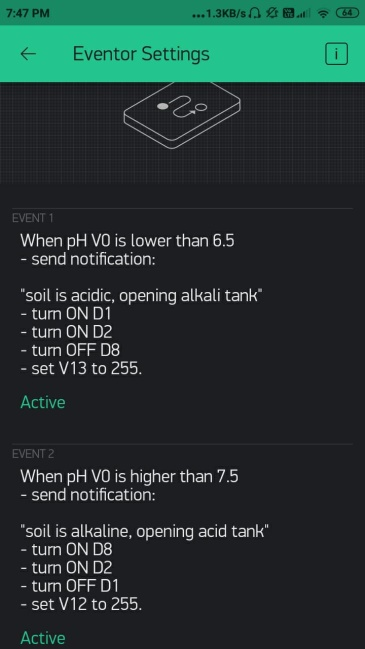 7:47 PM ...1.3KB/s 64
Eventor Settings
i
EVENT 1
When pH V0 is lower than 6.5
- send notification:
"soil is acidic, opening alkali tank"
- turn ON D1
- turn ON D2
- turn OFF D8
- set V13 to 255.
Active
EVENT 2
When pH V0 is higher than 7.5
- send notification:
"soil is alkaline, opening acid tank"
- turn ON D8
- turn ON D2
- turn OFF D1
- set V12 to 255.
Active